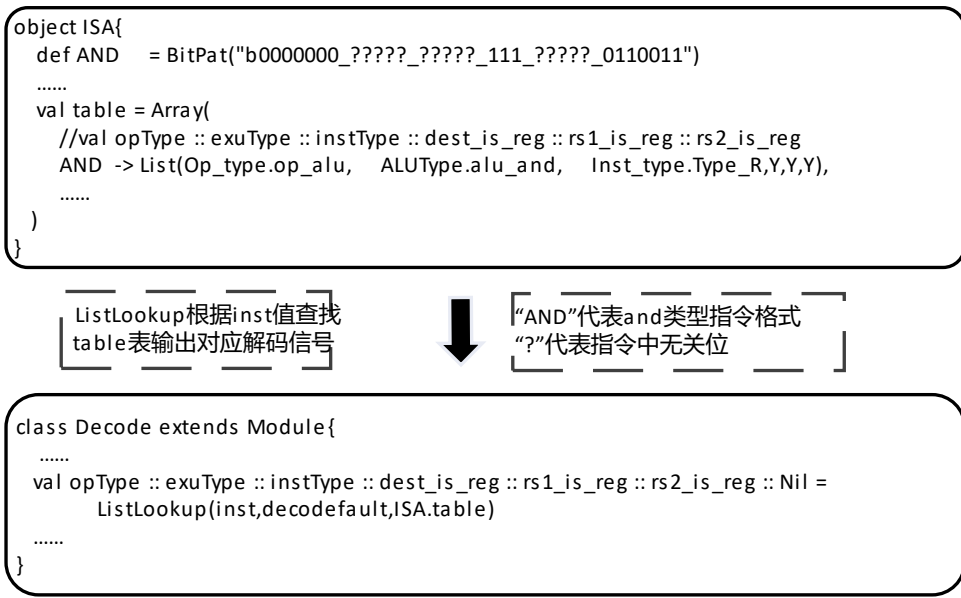 object ISA{
def AND = BitPat("b0000000_?????_?????_111_?????_0110011")
......
val table = Array(
//val opType :: exuType :: instType :: dest_is_reg :: rs1_is_reg :: rs2_is_reg
AND -> List(Op_type.op_alu, ALUType.alu_and, Inst_type.Type_R,Y,Y,Y),
......
)
}
ListLookup根据inst值查找
table表输出对应解码信号
“AND”代表and类型指令格式
“?”代表指令中无关位
class Decode extends Module{
......
val opType :: exuType :: instType :: dest_is_reg :: rs1_is_reg :: rs2_is_reg :: Nil =
ListLookup(inst,decodefault,ISA.table)
......
}